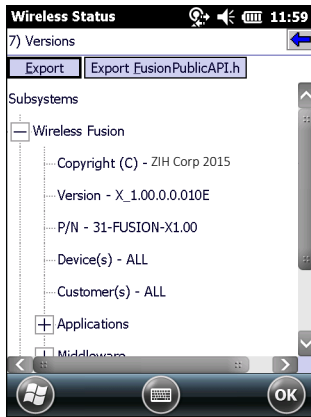 Wireless Status 11:59
7) Versions
Export Export FusionPublicAPI.h
Subsystems
Wireless Fusion
Copyright (C) - ZIH Corp 2015
Version - X_1.00.0.0.010E
P/N - 31-FUSION-X1.00
Device(s) - ALL
Customer(s) - ALL
Applications
Middleware
OK